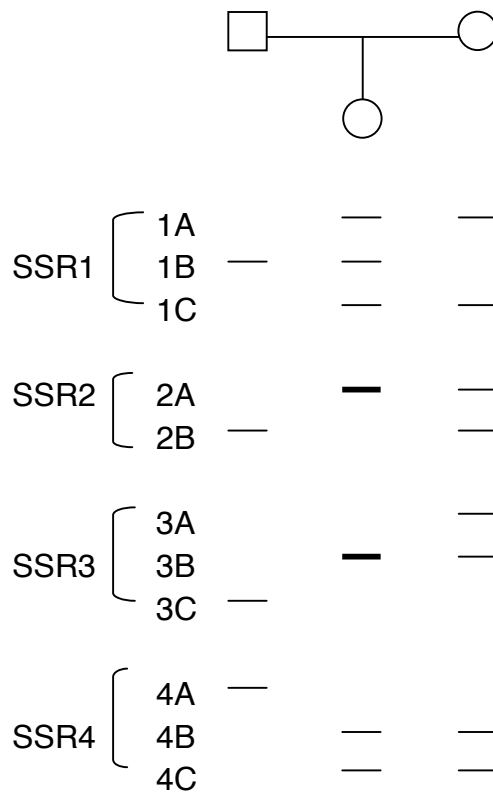 1A
SSR1 1B
1C
SSR2 2A
2B
3A
SSR3 3B
3C
4A
SSR4 4B
4C